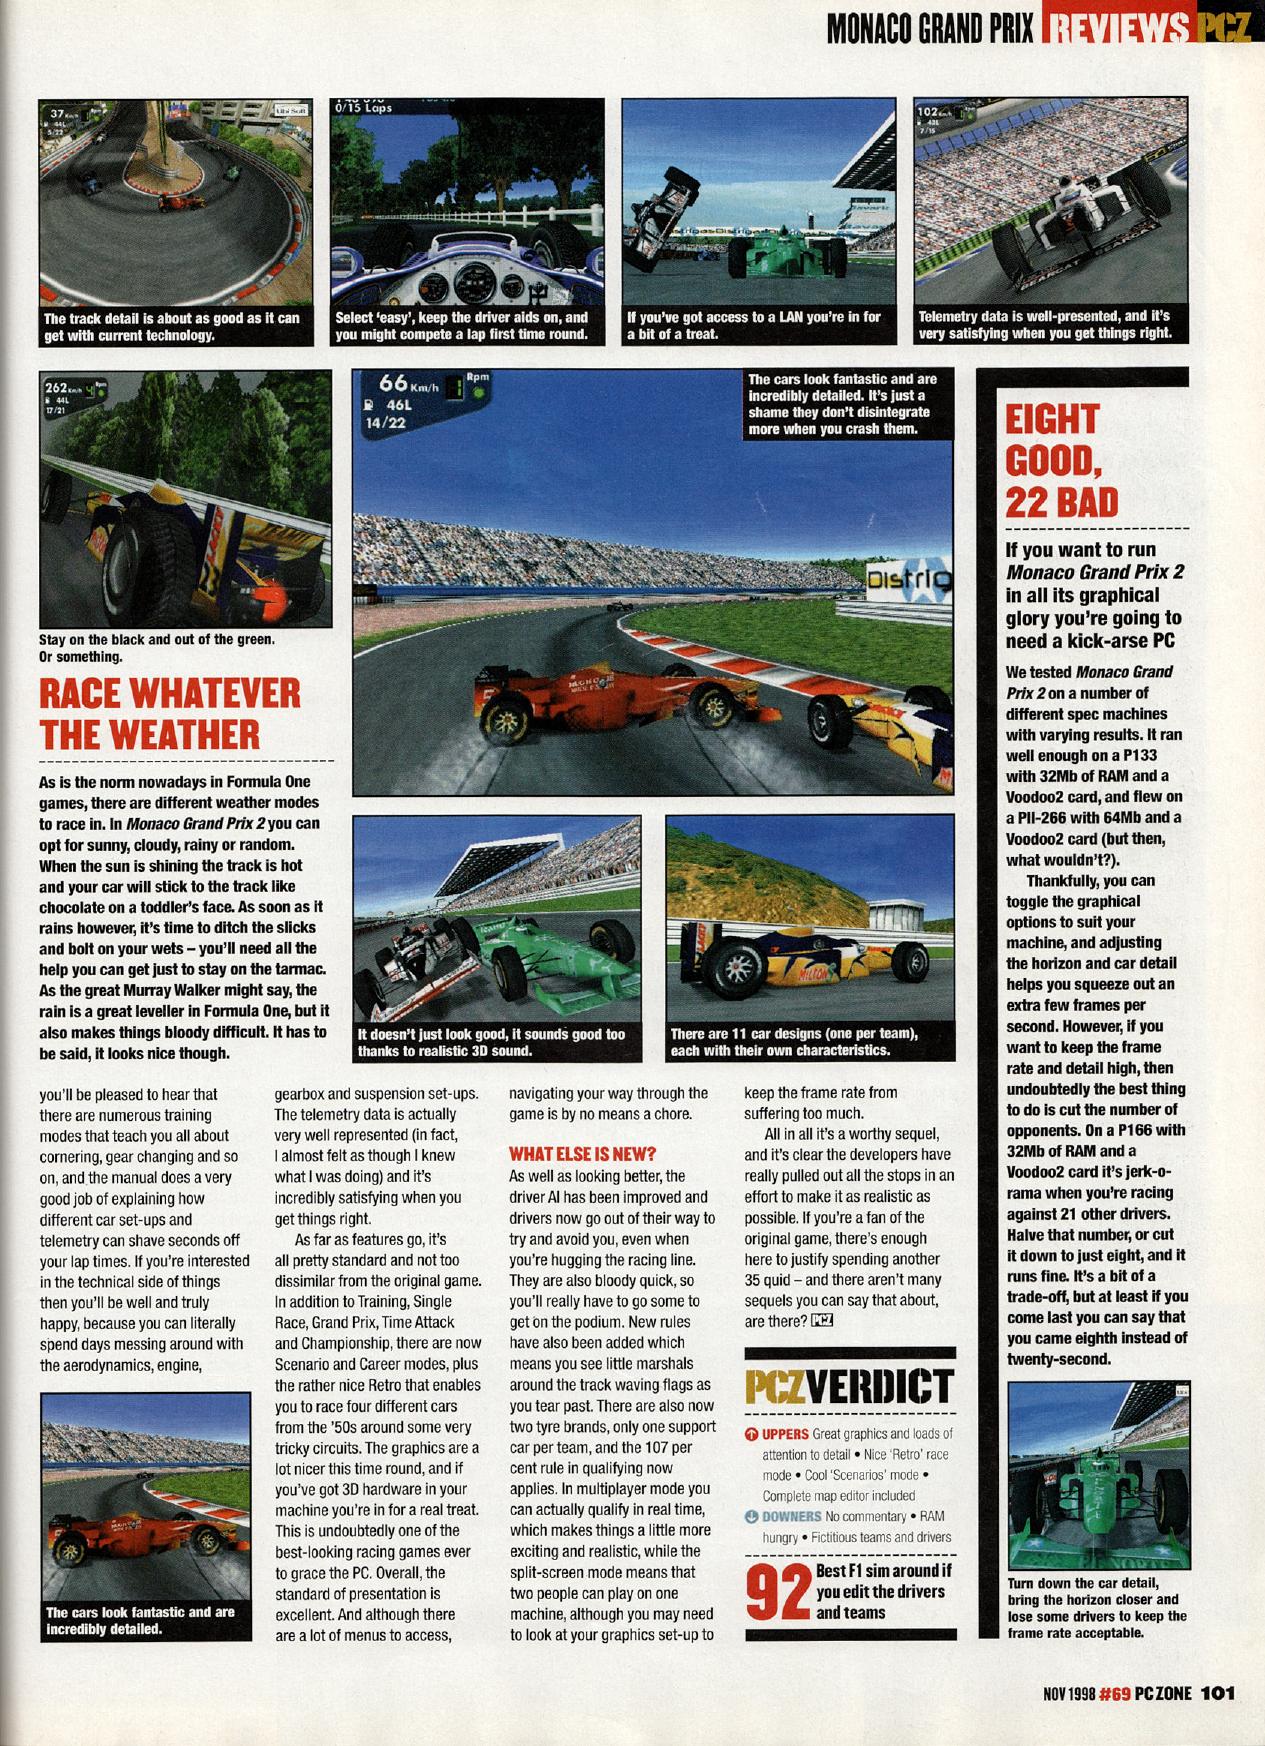 MONACO GRAND PRIX REVIEWS PCZ
37 Km/h
44L
5/22
Ubi Soft
The track detail is about as good as it can
get with current technology.
0/15 Laps
Select 'easy', keep the driver aids on, and
you might compete a lap first time round.
If you've got access to a LAN you're in for
a bit of a treat.
102 Km/h
43L
7/15
Telemetry data is well-presented, and it's
very satisfying when you get things right.
262 Km/h 4 Rpm
44L
17/21
Stay on the black and out of the green.
Or something.
66 Km/h 1 Rpm
46L
14/22
The cars look fantastic and are
incredibly detailed. It's just a
shame they don't disintegrate
more when you crash them.
Distrig
RACE WHATEVER
THE WEATHER
As is the norm nowadays in Formula One
games, there are different weather modes
to race in. In Monaco Grand Prix 2 you can
opt for sunny, cloudy, rainy or random.
When the sun is shining the track is hot
and your car will stick to the track like
chocolate on a toddler's face. As soon as it
rains however, it's time to ditch the slicks
and bolt on your wets – you'll need all the
help you can get just to stay on the tarmac.
As the great Murray Walker might say, the
rain is a great leveller in Formula One, but it
also makes things bloody difficult. It has to
be said, it looks nice though.
It doesn't just look good, it sounds good too
thanks to realistic 3D sound.
There are 11 car designs (one per team),
each with their own characteristics.
you'll be pleased to hear that
there are numerous training
modes that teach you all about
cornering, gear changing and so
on, and the manual does a very
good job of explaining how
different car set-ups and
telemetry can shave seconds off
your lap times. If you're interested
in the technical side of things
then you'll be well and truly
happy, because you can literally
spend days messing around with
the aerodynamics, engine,
The cars look fantastic and are
incredibly detailed.
gearbox and suspension set-ups.
The telemetry data is actually
very well represented (in fact,
I almost felt as though I knew
what I was doing) and it's
incredibly satisfying when you
get things right.
As far as features go, it's
all pretty standard and not too
dissimilar from the original game.
In addition to Training, Single
Race, Grand Prix, Time Attack
and Championship, there are now
Scenario and Career modes, plus
the rather nice Retro that enables
you to race four different cars
from the '50s around some very
tricky circuits. The graphics are a
lot nicer this time round, and if
you've got 3D hardware in your
machine you're in for a real treat.
This is undoubtedly one of the
best-looking racing games ever
to grace the PC. Overall, the
standard of presentation is
excellent. And although there
are a lot of menus to access,
navigating your way through the
game is by no means a chore.
WHAT ELSE IS NEW?
As well as looking better, the
driver AI has been improved and
drivers now go out of their way to
try and avoid you, even when
you're hugging the racing line.
They are also bloody quick, so
you'll really have to go some to
get on the podium. New rules
have also been added which
means you see little marshals
around the track waving flags as
you tear past. There are also now
two tyre brands, only one support
car per team, and the 107 per
cent rule in qualifying now
applies. In multiplayer mode you
can actually qualify in real time,
which makes things a little more
exciting and realistic, while the
split-screen mode means that
two people can play on one
machine, although you may need
to look at your graphics set-up to
keep the frame rate from
suffering too much.
All in all it's a worthy sequel,
and it's clear the developers have
really pulled out all the stops in an
effort to make it as realistic as
possible. If you're a fan of the
original game, there's enough
here to justify spending another
35 quid – and there aren't many
sequels you can say that about,
are there? PCZ
PCZ VERDICT
UPPERS Great graphics and loads of
attention to detail • Nice 'Retro' race
mode • Cool 'Scenarios' mode •
Complete map editor included
DOWNERS No commentary • RAM
hungry • Fictitious teams and drivers
92 Best F1 sim around if
you edit the drivers
and teams
EIGHT
GOOD,
22 BAD
If you want to run
Monaco Grand Prix 2
in all its graphical
glory you're going to
need a kick-arse PC
We tested Monaco Grand
Prix 2 on a number of
different spec machines
with varying results. It ran
well enough on a P133
with 32Mb of RAM and a
Voodoo2 card, and flew on
a PII-266 with 64Mb and a
Voodoo2 card (but then,
what wouldn't?).
Thankfully, you can
toggle the graphical
options to suit your
machine, and adjusting
the horizon and car detail
helps you squeeze out an
extra few frames per
second. However, if you
want to keep the frame
rate and detail high, then
undoubtedly the best thing
to do is cut the number of
opponents. On a P166 with
32Mb of RAM and a
Voodoo2 card it's jerk-o-
rama when you're racing
against 21 other drivers.
Halve that number, or cut
it down to just eight, and it
runs fine. It's a bit of a
trade-off, but at least if you
come last you can say that
you came eighth instead of
twenty-second.
Turn down the car detail,
bring the horizon closer and
lose some drivers to keep the
frame rate acceptable.
NOV 1998 #69 PC ZONE 101